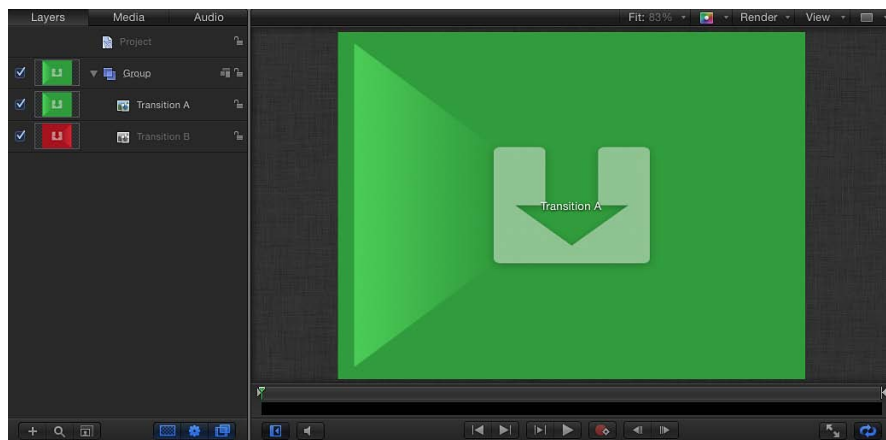 Layers Media Audio Fit: 83% Render View
Project
Group
Transition A
Transition B
Transition A